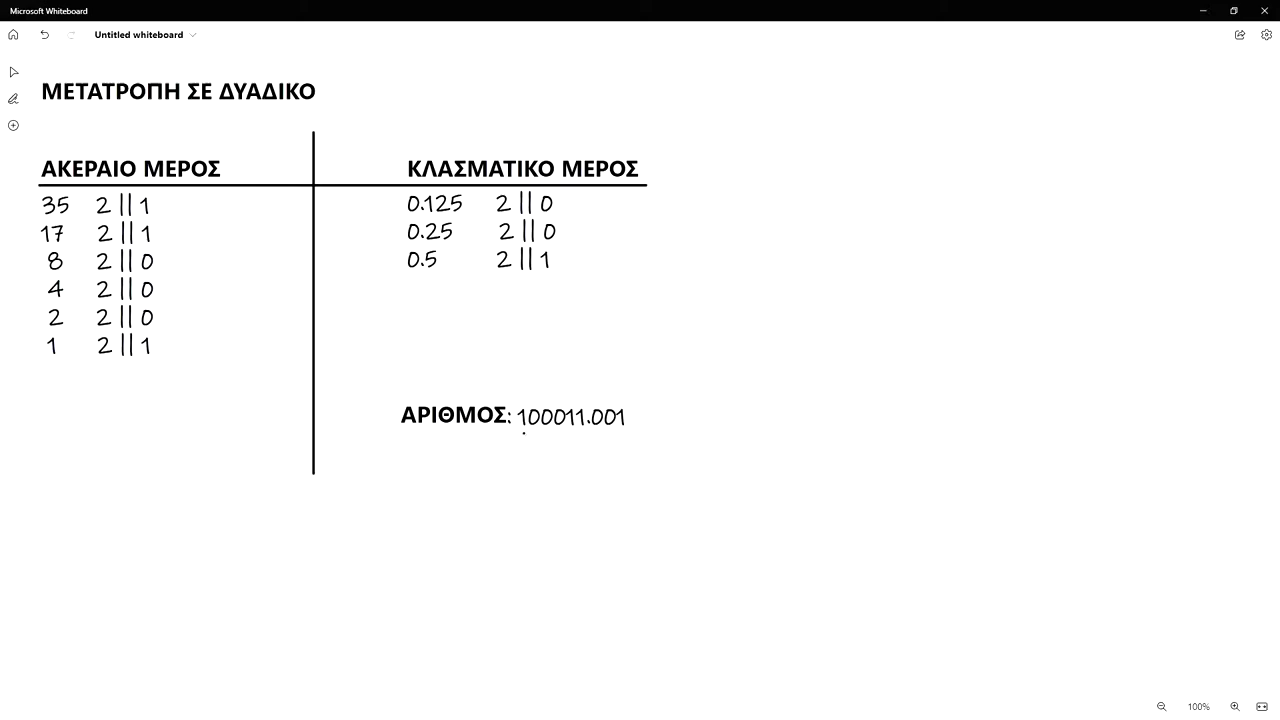 Microsoft Whiteboard
Untitled whiteboard
ΜΕΤΑΤΡΟΠΗ ΣΕ ΔΥΑΔΙΚΟ
ΑΚΕΡΑΙΟ ΜΕΡΟΣ
35 2 || 1
17 2 || 1
8 2 || 0
4 2 || 0
2 2 || 0
1 2 || 1
ΚΛΑΣΜΑΤΙΚΟ ΜΕΡΟΣ
0.125 2 || 0
0.25 2 || 0
0.5 2 || 1
ΑΡΙΘΜΟΣ: 100011.001
100%